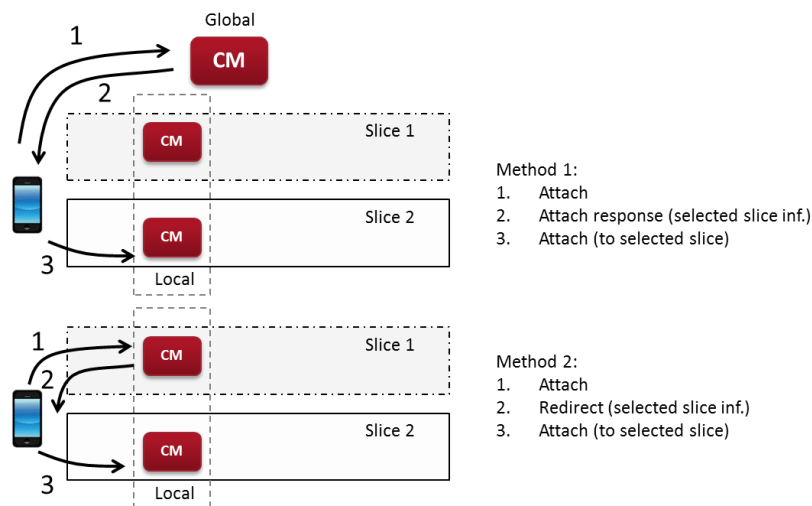 Global
1
CM
2
CM
Slice 1
Method 1:
1. Attach
2. Attach response (selected slice inf.)
3. Attach (to selected slice)
Slice 2
CM
3
Local
1
CM
Slice 1
2
Method 2:
1. Attach
2. Redirect (selected slice inf.)
3. Attach (to selected slice)
Slice 2
CM
3
Local